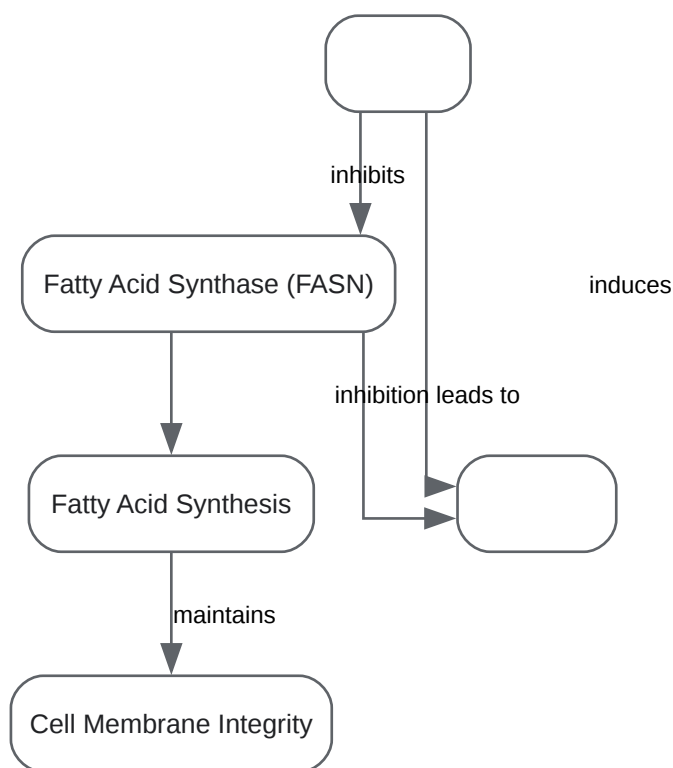 inhibits
Fatty Acid Synthase (FASN)
induces
inhibition leads to
Fatty Acid Synthesis
maintains
Cell Membrane Integrity